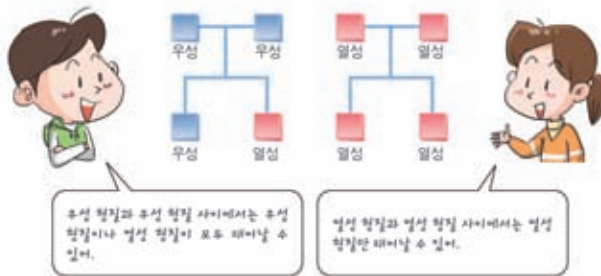 우성 우성 열성 열성
우성 열성 열성 열성
우성 형질과 우성 형질 사이에서는 우성
형질이나 열성 형질이 모두 태어날 수
있어.
열성 형질과 열성 형질 사이에서는 열성
형질만 태어날 수 있어.